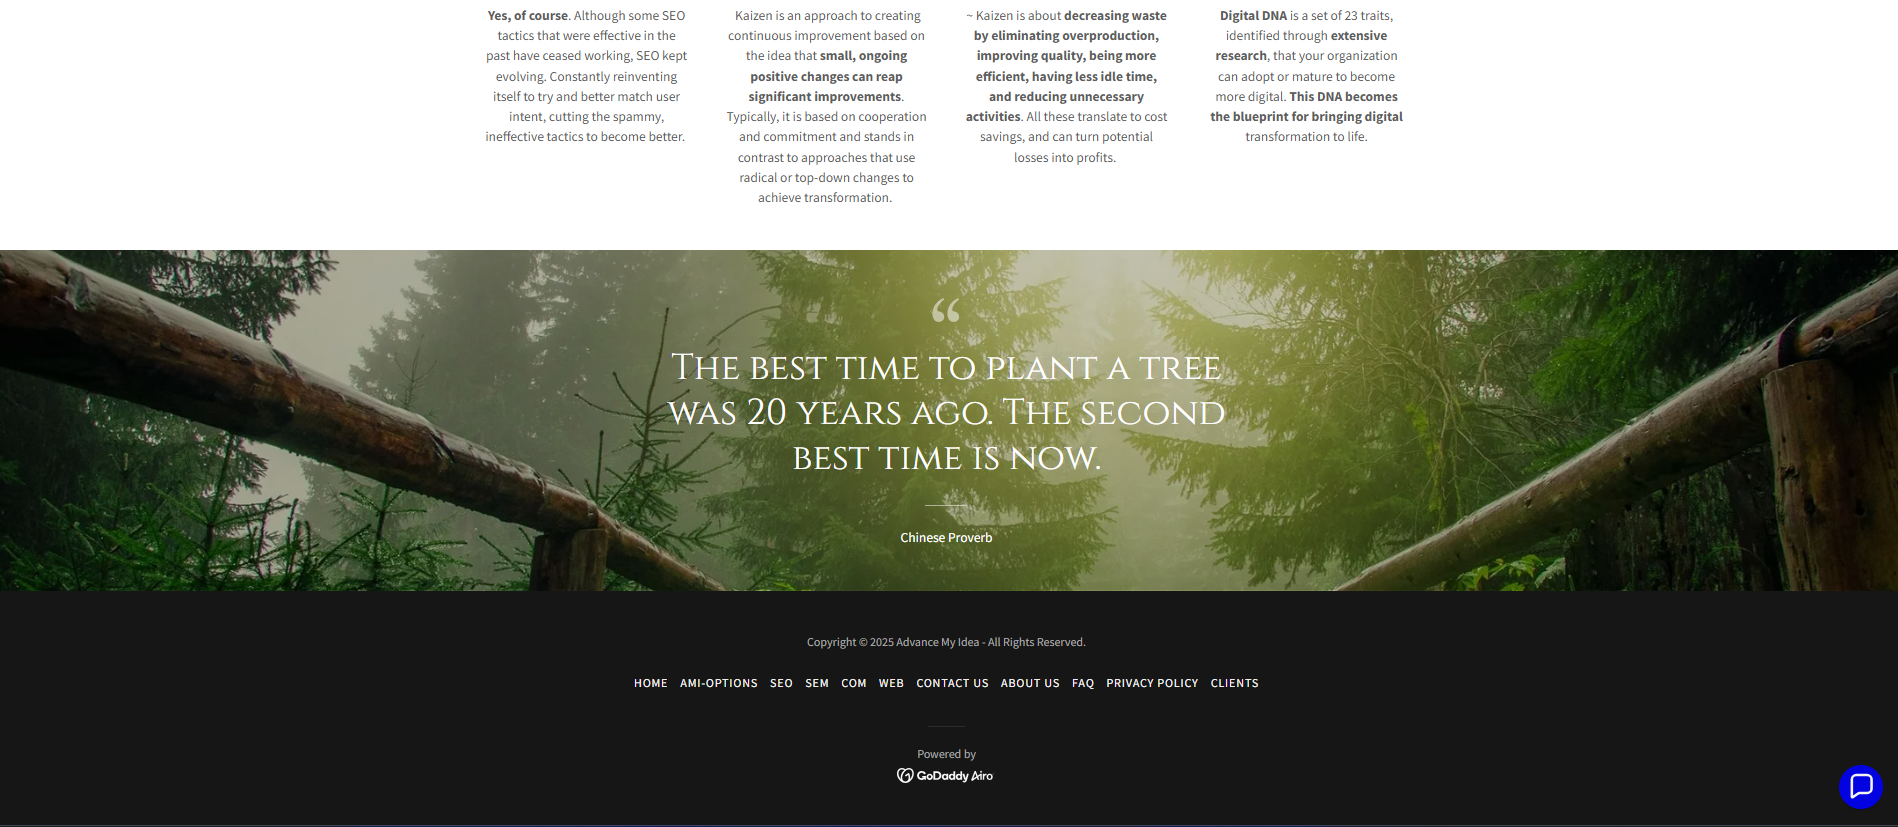 Yes, of course. Although some SEO
tactics that were effective in the
past have ceased working, SEO kept
evolving. Constantly reinventing
itself to try and better match user
intent, cutting the spammy,
ineffective tactics to become better.
Kaizen is an approach to creating
continuous improvement based on
the idea that small, ongoing
positive changes can reap
significant improvements.
Typically, it is based on cooperation
and commitment and stands in
contrast to approaches that use
radical or top-down changes to
achieve transformation.
~ Kaizen is about decreasing waste
by eliminating overproduction,
improving quality, being more
efficient, having less idle time,
and reducing unnecessary
activities. All these translate to cost
savings, and can turn potential
losses into profits.
Digital DNA is a set of 23 traits,
identified through extensive
research, that your organization
can adopt or mature to become
more digital. This DNA becomes
the blueprint for bringing digital
transformation to life.
“
The best time to plant a tree
was 20 years ago. The second
best time is now.
Chinese Proverb
Copyright © 2025 Advance My Idea - All Rights Reserved.
HOME AMI-OPTIONS SEO SEM COM WEB CONTACT US ABOUT US FAQ PRIVACY POLICY CLIENTS
Powered by
GoDaddy Airo